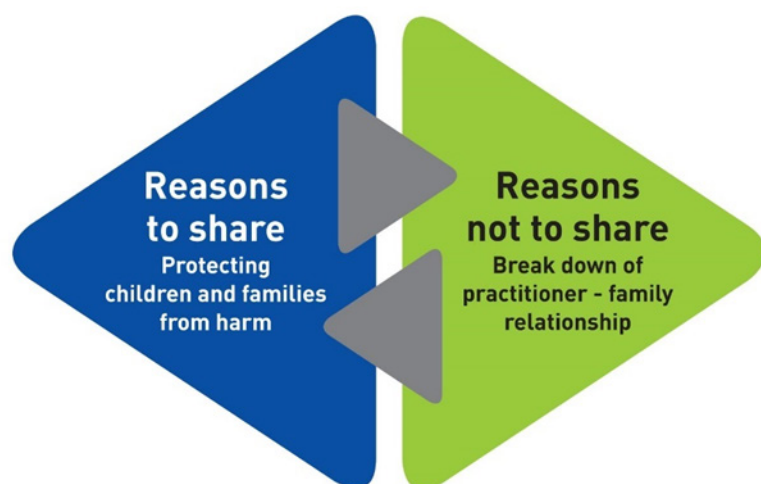 Reasons
to share
Protecting
children and families
from harm
Reasons
not to share
Break down of
practitioner - family
relationship